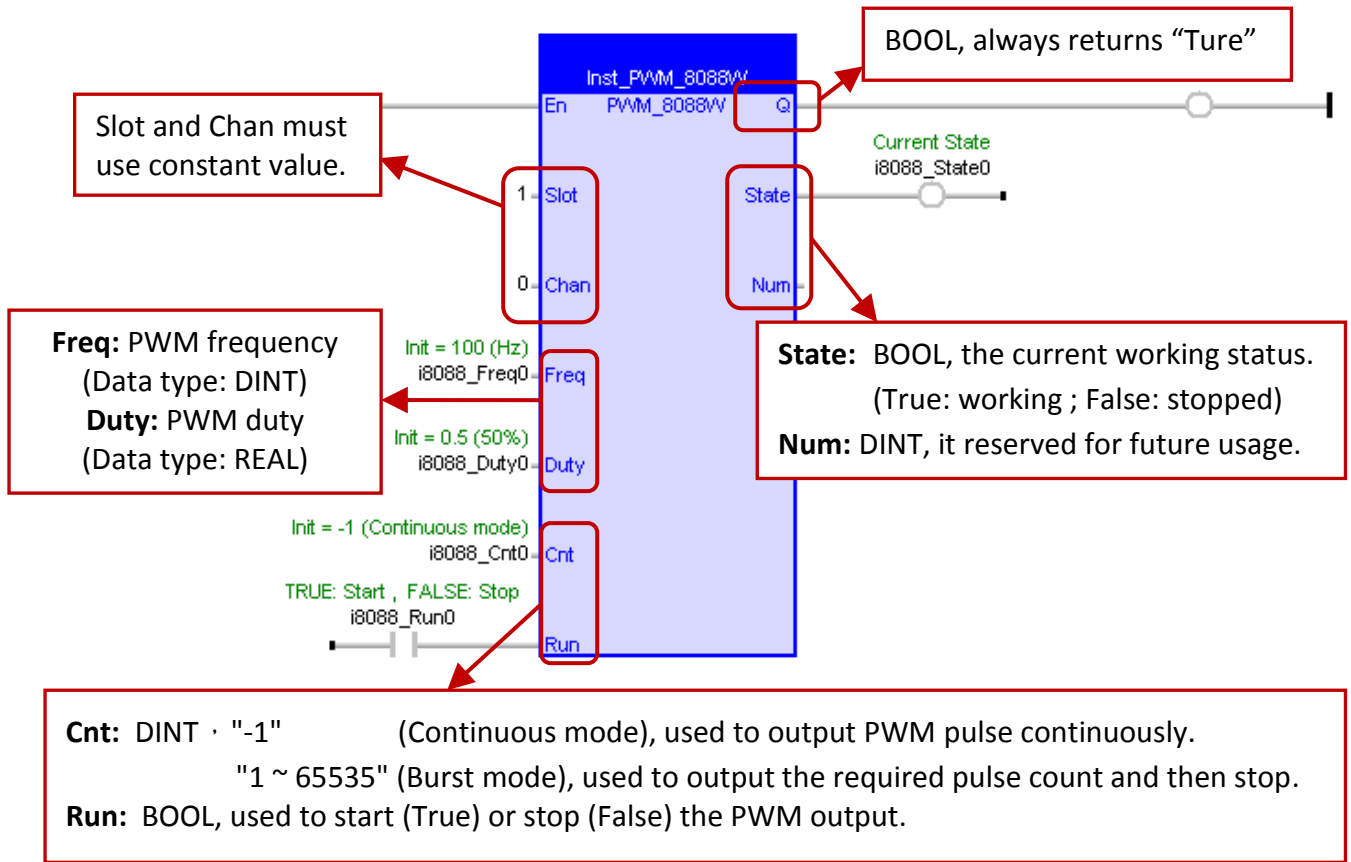 BOOL, always returns “Ture”
Inst_PWM_8088W
En PWM_8088W Q
Slot and Chan must
use constant value.
Current State
i8088_State0
1 Slot State
0 Chan Num
Freq: PWM frequency
(Data type: DINT)
Duty: PWM duty
(Data type: REAL)
Init = 100 (Hz)
i8088_Freq0 Freq
Init = 0.5 (50%)
i8088_Duty0 Duty
State: BOOL, the current working status.
(True: working ; False: stopped)
Num: DINT, it reserved for future usage.
Init = -1 (Continuous mode)
i8088_Cnt0 Cnt
TRUE: Start , FALSE: Stop
i8088_Run0
Run
Cnt: DINT , "-1" (Continuous mode), used to output PWM pulse continuously.
"1 ~ 65535" (Burst mode), used to output the required pulse count and then stop.
Run: BOOL, used to start (True) or stop (False) the PWM output.